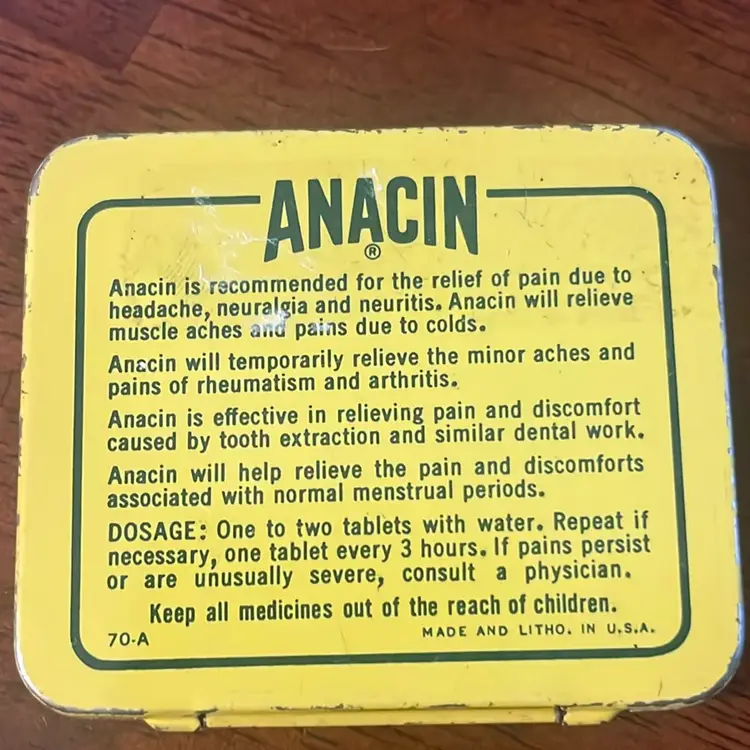 ANACIN
®
Anacin is recommended for the relief of pain due to
headache, neuralgia and neuritis. Anacin will relieve
muscle aches and pains due to colds.
Anacin will temporarily relieve the minor aches and
pains of rheumatism and arthritis.
Anacin is effective in relieving pain and discomfort
caused by tooth extraction and similar dental work.
Anacin will help relieve the pain and discomforts
associated with normal menstrual periods.
DOSAGE: One to two tablets with water. Repeat if
necessary, one tablet every 3 hours. If pains persist
or are unusually severe, consult a physician.
Keep all medicines out of the reach of children.
70-A MADE AND LITHO. IN U.S.A.